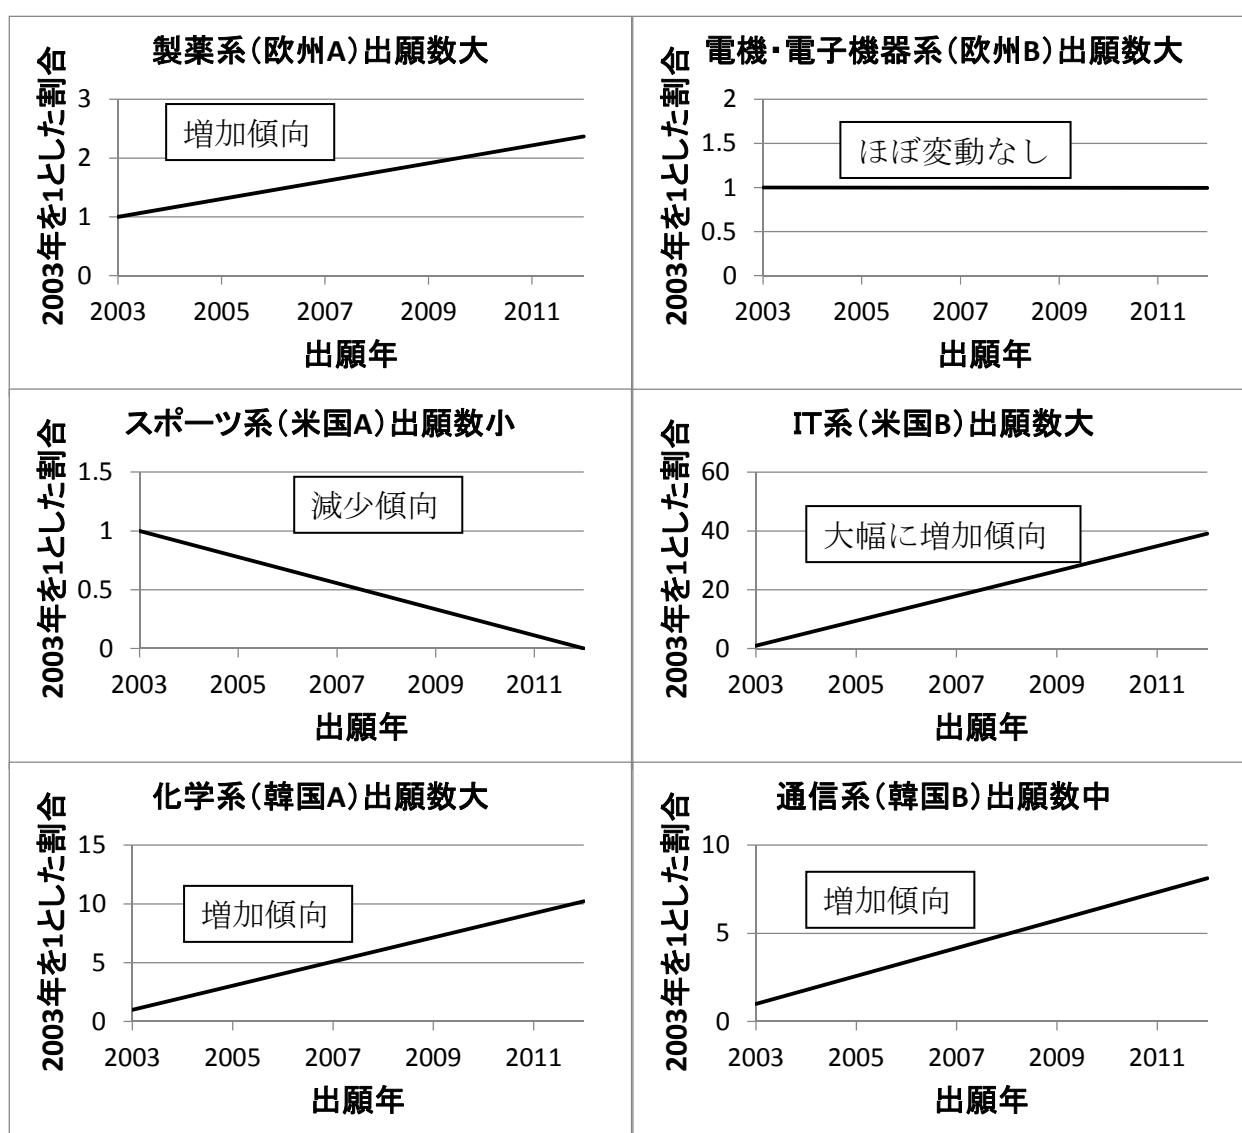 製薬系（欧州A）出願数大
2003年を1とした割合
3
2
1
0
増加傾向
2003 2005 2007 2009 2011
出願年
電機・電子機器系（欧州B）出願数大
2003年を1とした割合
2
1.5
1
0.5
0
ほぼ変動なし
2003 2005 2007 2009 2011
出願年
スポーツ系（米国A）出願数小
2003年を1とした割合
1.5
1
0.5
0
減少傾向
2003 2005 2007 2009 2011
出願年
IT系（米国B）出願数大
2003年を1とした割合
60
40
20
0
大幅に増加傾向
2003 2005 2007 2009 2011
出願年
化学系（韓国A）出願数大
2003年を1とした割合
15
10
5
0
増加傾向
2003 2005 2007 2009 2011
出願年
通信系（韓国B）出願数中
2003年を1とした割合
10
5
0
増加傾向
2003 2005 2007 2009 2011
出願年